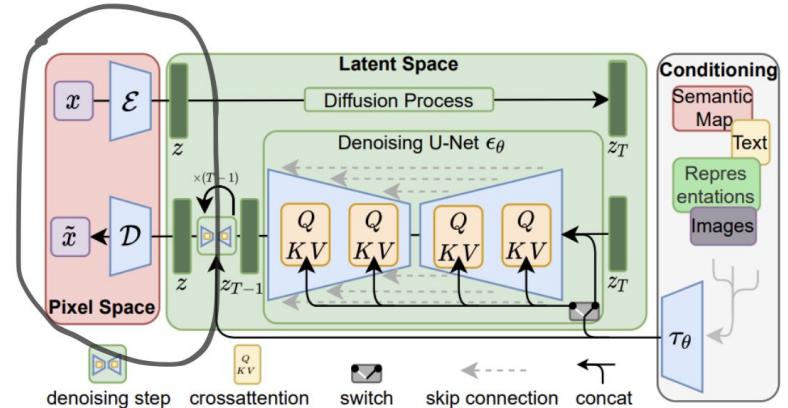 Latent Space
Conditioning
x
ℰ
Diffusion Process
Semantic
Map
Text
z
Denoising U-Net ϵ_θ
z_T
×(T−1)
Repres
entations
Images
Q
KV
Q
KV
Q
KV
Q
KV
x̃
𝒟
z
z_{T−1}
z_T
Pixel Space
τ_θ
Q
KV
denoising step
crossattention
switch
skip connection
concat